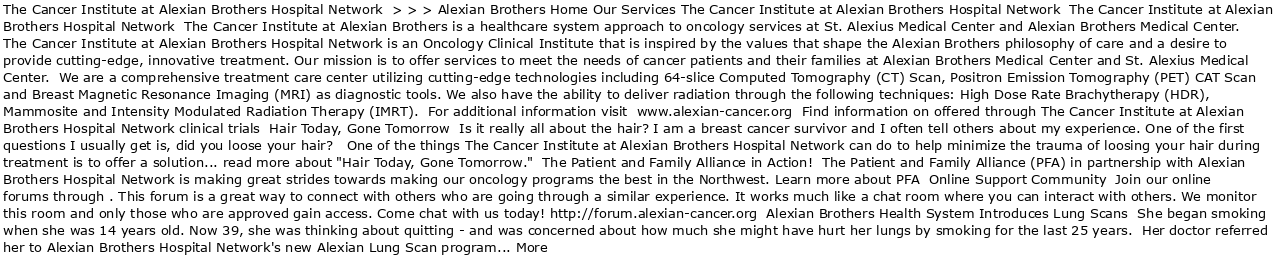 The Cancer Institute at Alexian Brothers Hospital Network  > > > Alexian Brothers Home Our Services The Cancer Institute at Alexian Brothers Hospital Network  The Cancer Institute at Alexian
Brothers Hospital Network  The Cancer Institute at Alexian Brothers is a healthcare system approach to oncology services at St. Alexius Medical Center and Alexian Brothers Medical Center.
The Cancer Institute at Alexian Brothers Hospital Network is an Oncology Clinical Institute that is inspired by the values that shape the Alexian Brothers philosophy of care and a desire to
provide cutting-edge, innovative treatment. Our mission is to offer services to meet the needs of cancer patients and their families at Alexian Brothers Medical Center and St. Alexius Medical
Center.  We are a comprehensive treatment care center utilizing cutting-edge technologies including 64-slice Computed Tomography (CT) Scan, Positron Emission Tomography (PET) CAT Scan
and Breast Magnetic Resonance Imaging (MRI) as diagnostic tools. We also have the ability to deliver radiation through the following techniques: High Dose Rate Brachytherapy (HDR),
Mammosite and Intensity Modulated Radiation Therapy (IMRT).  For additional information visit  www.alexian-cancer.org  Find information on offered through The Cancer Institute at Alexian
Brothers Hospital Network clinical trials  Hair Today, Gone Tomorrow  Is it really all about the hair? I am a breast cancer survivor and I often tell others about my experience. One of the first
questions I usually get is, did you loose your hair?   One of the things The Cancer Institute at Alexian Brothers Hospital Network can do to help minimize the trauma of loosing your hair during
treatment is to offer a solution... read more about "Hair Today, Gone Tomorrow."  The Patient and Family Alliance in Action!  The Patient and Family Alliance (PFA) in partnership with Alexian
Brothers Hospital Network is making great strides towards making our oncology programs the best in the Northwest. Learn more about PFA  Online Support Community  Join our online
forums through . This forum is a great way to connect with others who are going through a similar experience. It works much like a chat room where you can interact with others. We monitor
this room and only those who are approved gain access. Come chat with us today! http://forum.alexian-cancer.org  Alexian Brothers Health System Introduces Lung Scans  She began smoking
when she was 14 years old. Now 39, she was thinking about quitting - and was concerned about how much she might have hurt her lungs by smoking for the last 25 years.  Her doctor referred
her to Alexian Brothers Hospital Network's new Alexian Lung Scan program... More